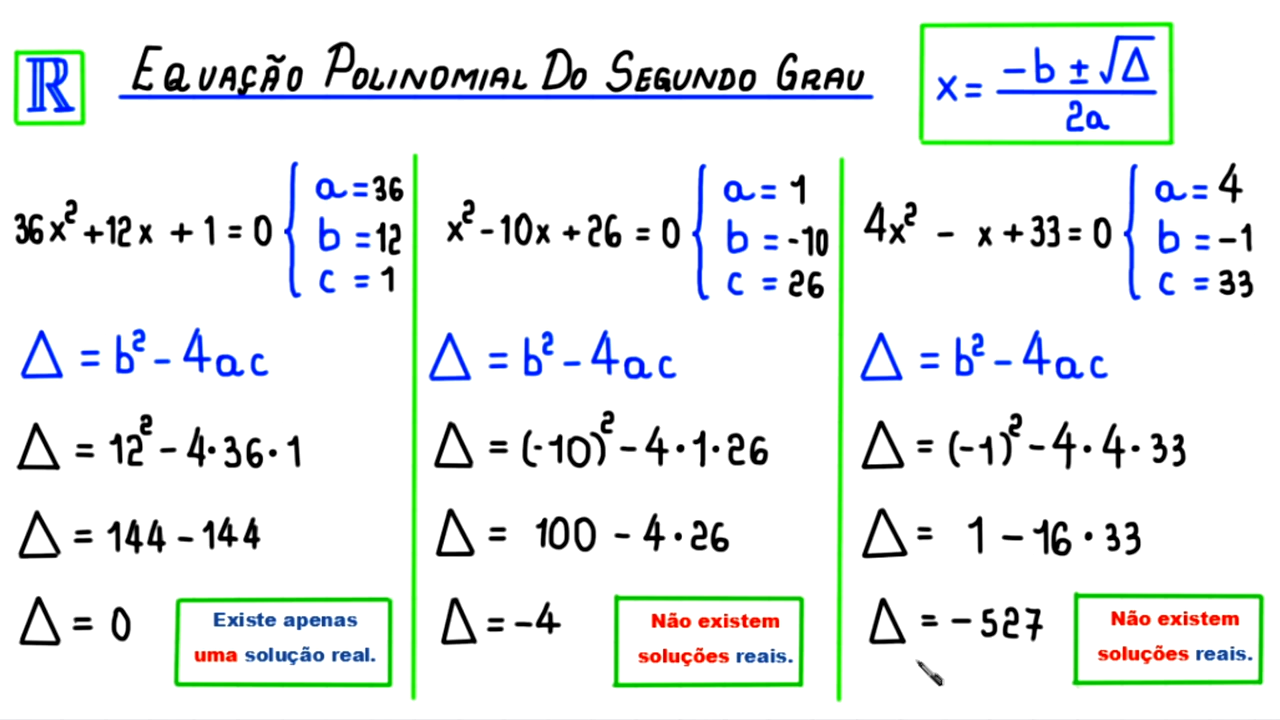 ℝ
EQUAÇÃO POLINOMIAL DO SEGUNDO GRAU
x = (-b ± √Δ) / 2a
36x² + 12x + 1 = 0
a = 36
b = 12
c = 1
Δ = b² - 4ac
Δ = 12² - 4·36·1
Δ = 144 - 144
Δ = 0
Existe apenas
uma solução real.
x² - 10x + 26 = 0
a = 1
b = -10
c = 26
Δ = b² - 4ac
Δ = (-10)² - 4·1·26
Δ = 100 - 4·26
Δ = -4
Não existem
soluções reais.
4x² - x + 33 = 0
a = 4
b = -1
c = 33
Δ = b² - 4ac
Δ = (-1)² - 4·4·33
Δ = 1 - 16·33
Δ = -527
Não existem
soluções reais.